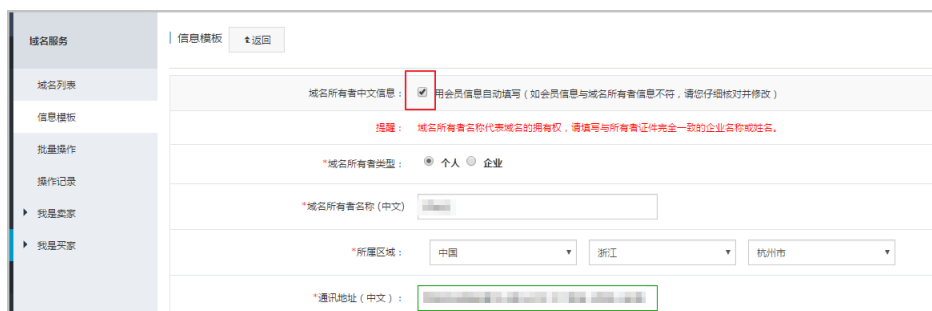 域名服务
信息模板
返回
域名列表
信息模板
批量操作
操作记录
我是卖家
我是买家
域名所有者中文信息：
用会员信息自动填写（如会员信息与域名所有者信息不符，请您仔细核对并修改）
提醒：
域名所有者名称代表域名的拥有权，请填写与所有者证件完全一致的企业名称或姓名。
*域名所有者类型：
个人
企业
*域名所有者名称(中文)
*所属区域：
中国
浙江
杭州市
*通讯地址（中文）：